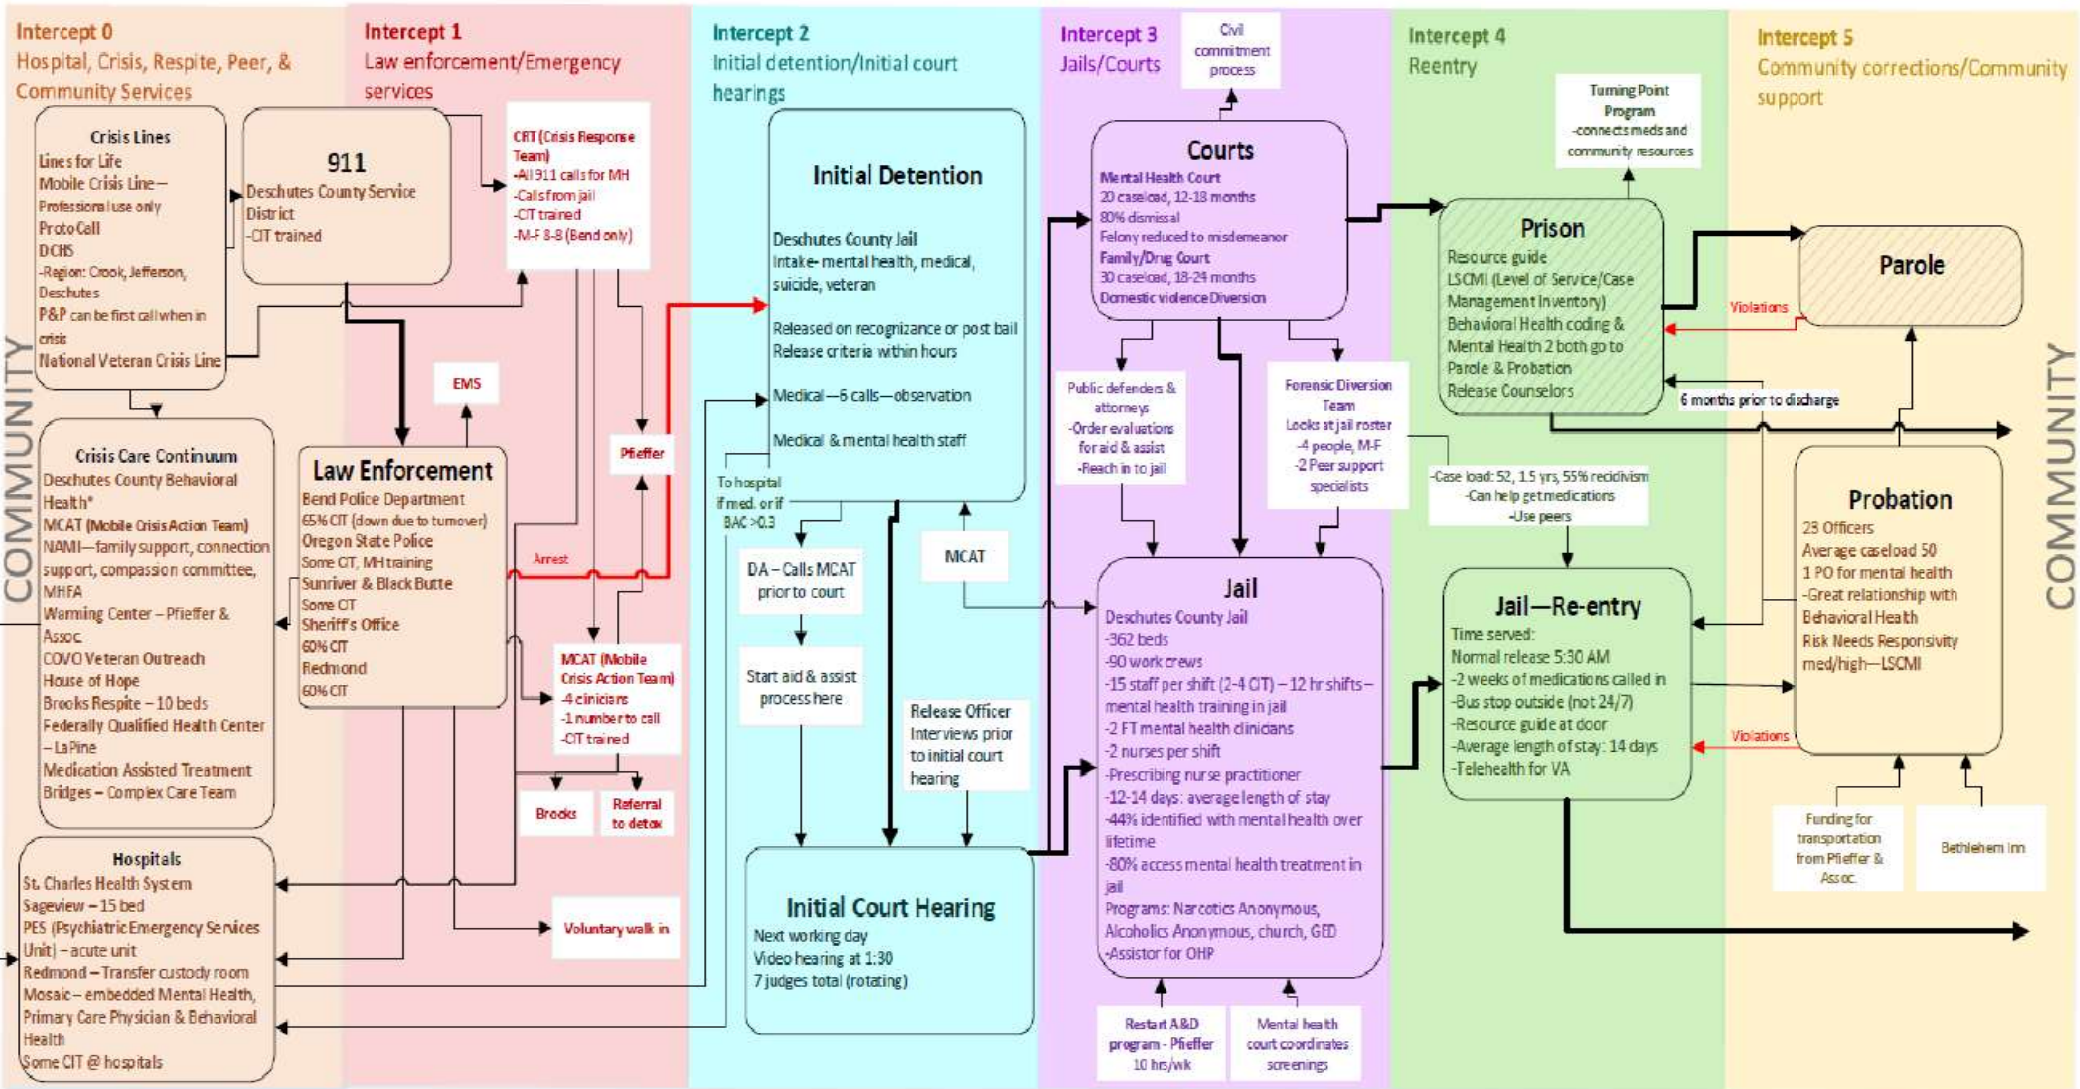 Intercept 0
Hospital, Crisis, Respite, Peer, &
Community Services
Intercept 1
Law enforcement/Emergency
services
Intercept 2
Initial detention/Initial court
hearings
Intercept 3
Jails/Courts
Intercept 4
Reentry
Intercept 5
Community corrections/Community
support
COMMUNITY
Crisis Lines
Lines for Life
Mobile Crisis Line—
Professional use only
ProtoCall
DCHS
-Region: Crook, Jefferson,
Deschutes
P&P can be first call when in
crisis
National Veteran Crisis Line
Crisis Care Continuum
Deschutes County Behavioral
Health*
MCAT (Mobile Crisis Action Team)
NAMI—family support, connection
support, compassion committee,
MHFA
Warming Center – Pfieffer &
Assoc.
COVO Veteran Outreach
House of Hope
Brooks Respite – 10 beds
Federally Qualified Health Center
– LaPine
Medication Assisted Treatment
Bridges – Complex Care Team
Hospitals
St. Charles Health System
Sageview – 15 bed
PES (Psychiatric Emergency Services
Unit) – acute unit
Redmond – Transfer custody room
Mosaic – embedded Mental Health,
Primary Care Physician & Behavioral
Health
Some CIT @ hospitals
911
Deschutes County Service
District
-CIT trained
CRT (Crisis Response
Team)
-All 911 calls for MH
-Calls from jail
-CIT trained
-M-F 8-8 (Bend only)
EMS
Pfieffer
Law Enforcement
Bend Police Department
65% CIT (down due to turnover)
Oregon State Police
Some CIT, MH training
Sunriver & Black Butte
Some CIT
Sheriff's Office
60% CIT
Redmond
60% CIT
Arrest
MCAT (Mobile
Crisis Action Team)
-4 clinicians
-1 number to call
-CIT trained
Brooks
Referral
to detox
Voluntary walk in
Initial Detention
Deschutes County Jail
Intake- mental health, medical,
suicide, veteran
Released on recognizance or post bail
Release criteria within hours
Medical—6 calls—observation
Medical & mental health staff
To hospital
if med. or if
BAC >0.3
DA – Calls MCAT
prior to court
MCAT
Start aid & assist
process here
Release Officer
Interviews prior
to initial court
hearing
Initial Court Hearing
Next working day
Video hearing at 1:30
7 judges total (rotating)
Civil
commitment
process
Courts
Mental Health Court
20 caseload, 12-18 months
80% dismissal
Felony reduced to misdemeanor
Family/Drug Court
30 caseload, 18-24 months
Domestic violence Diversion
Public defenders &
attorneys
-Order evaluations
for aid & assist
-Reach in to jail
Forensic Diversion
Team
Looks at jail roster
-4 people, M-F
-2 Peer support
specialists
Jail
Deschutes County Jail
-362 beds
-90 work crews
-15 staff per shift (2-4 CIT) – 12 hr shifts –
mental health training in jail
-2 FT mental health clinicians
-2 nurses per shift
-Prescribing nurse practitioner
-12-14 days: average length of stay
-44% identified with mental health over
lifetime
-80% access mental health treatment in
jail
Programs: Narcotics Anonymous,
Alcoholics Anonymous, church, GED
-Assistor for OHP
Restart A&D
program - Pfieffer
10 hrs/wk
Mental health
court coordinates
screenings
Turning Point
Program
-connects meds and
community resources
Prison
Resource guide
LSCMI (Level of Service/Case
Management Inventory)
Behavioral Health coding &
Mental Health 2 both go to
Parole & Probation
Release Counselors
-Case load: 52, 1.5 yrs, 55% recidivism
-Can help get medications
-Use peers
Jail—Re-entry
Time served:
Normal release 5:30 AM
-2 weeks of medications called in
-Bus stop outside (not 24/7)
-Resource guide at door
-Average length of stay: 14 days
-Telehealth for VA
Parole
Violations
6 months prior to discharge
Probation
23 Officers
Average caseload 50
1 PO for mental health
-Great relationship with
Behavioral Health
Risk Needs Responsivity
med/high—LSCMI
Violations
Funding for
transportation
from Pfieffer &
Assoc.
Bethlehem Inn
COMMUNITY